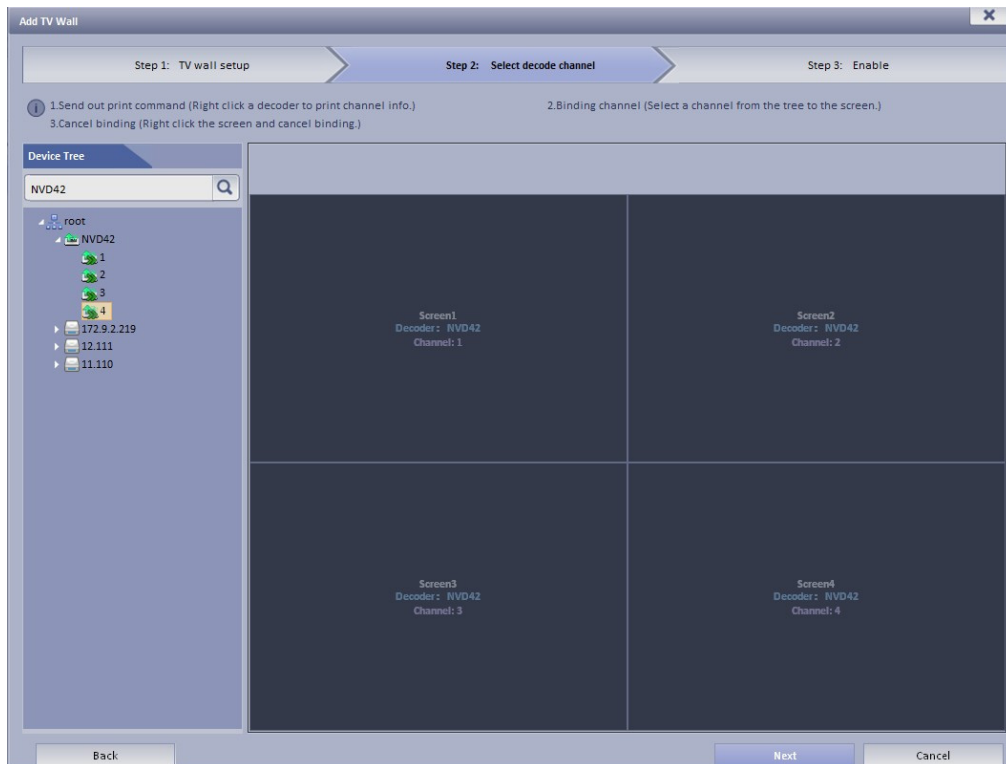 Add TV Wall
Step 1: TV wall setup
Step 2: Select decode channel
Step 3: Enable
1.Send out print command (Right click a decoder to print channel info.)
2.Binding channel (Select a channel from the tree to the screen.)
3.Cancel binding (Right click the screen and cancel binding.)
Device Tree
NVD42
root
NVD42
1
2
3
4
172.9.2.219
12.111
11.110
Screen1
Decoder: NVD42
Channel: 1
Screen2
Decoder: NVD42
Channel: 2
Screen3
Decoder: NVD42
Channel: 3
Screen4
Decoder: NVD42
Channel: 4
Back
Next
Cancel